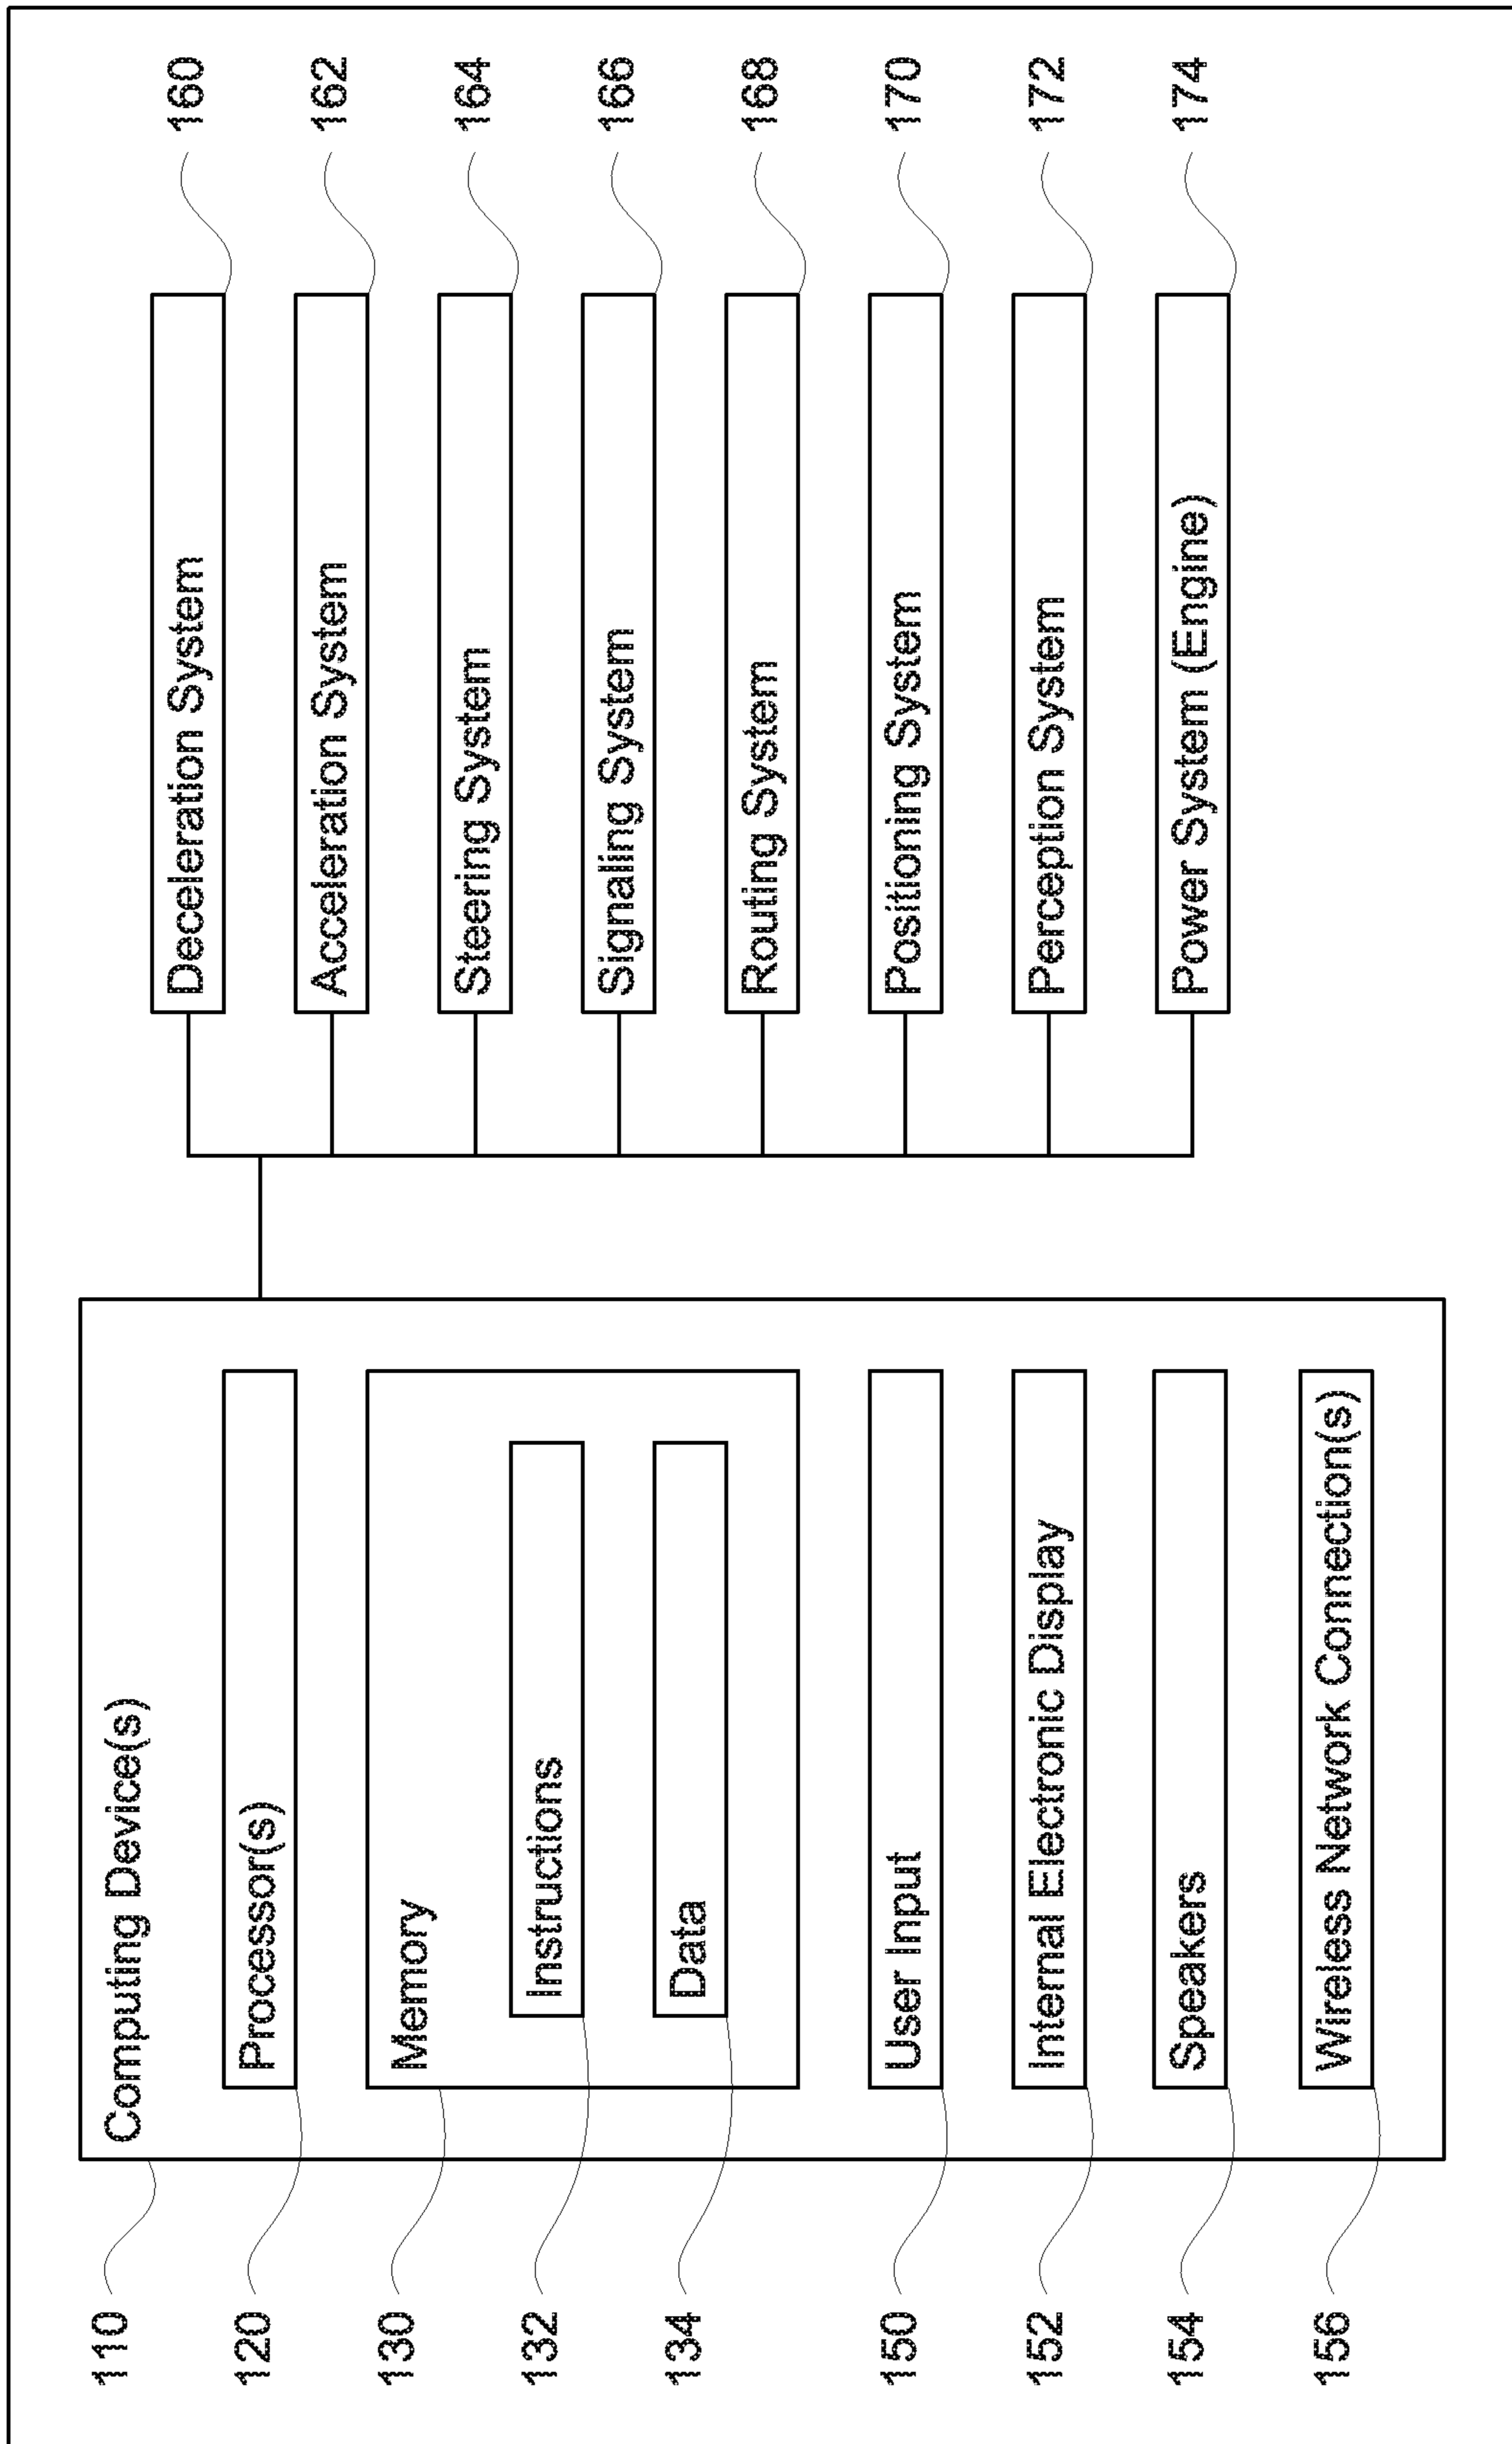 110
Computing Device(s)
120
Processor(s)
130
Memory
132
Instructions
134
Data
150
User Input
152
Internal Electronic Display
154
Speakers
156
Wireless Network Connection(s)
Deceleration System
160
Acceleration System
162
Steering System
164
Signaling System
166
Routing System
168
Positioning System
170
Perception System
172
Power System (Engine)
174